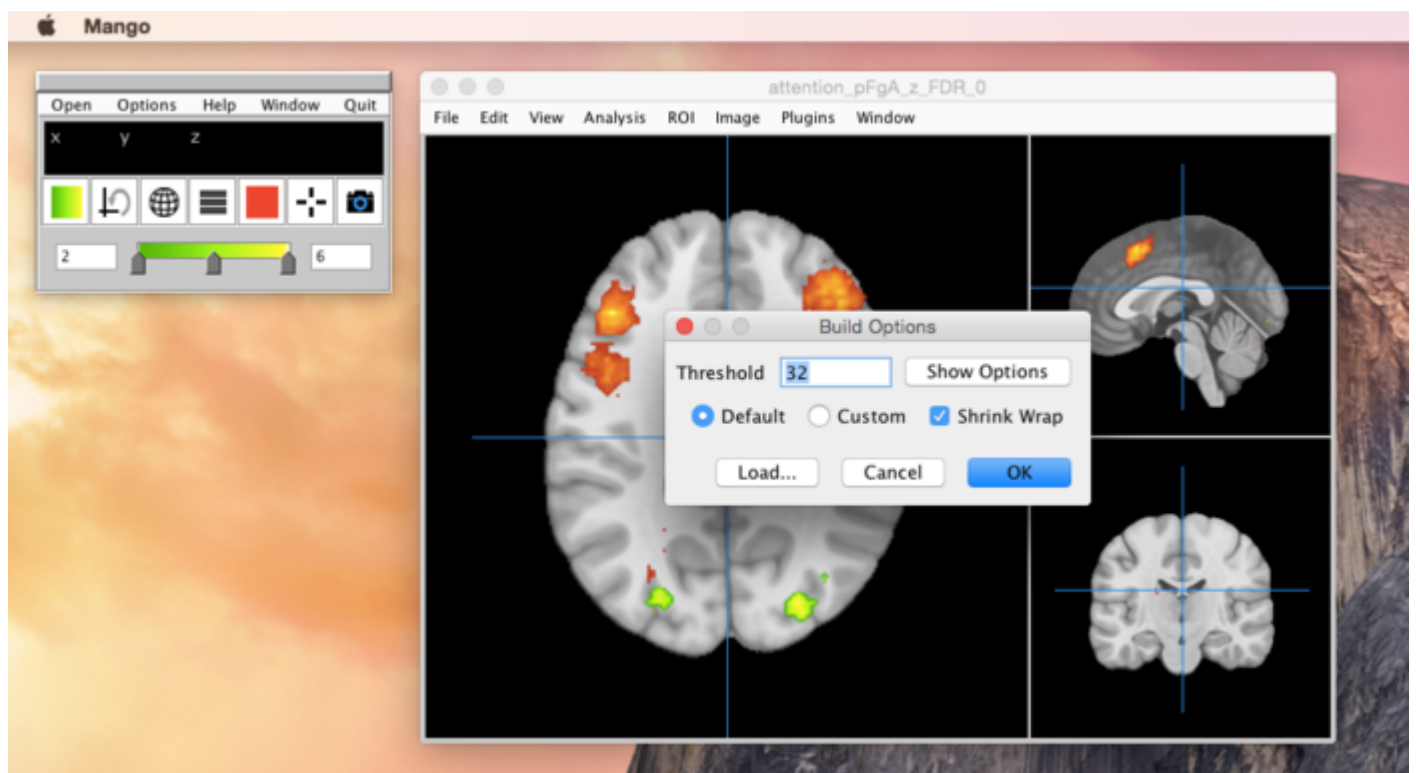 Mango
Open Options Help Window Quit
x y z
2 6
attention_pFgA_z_FDR_0
File Edit View Analysis ROI Image Plugins Window
Build Options
Threshold 32 Show Options
Default Custom Shrink Wrap
Load... Cancel OK